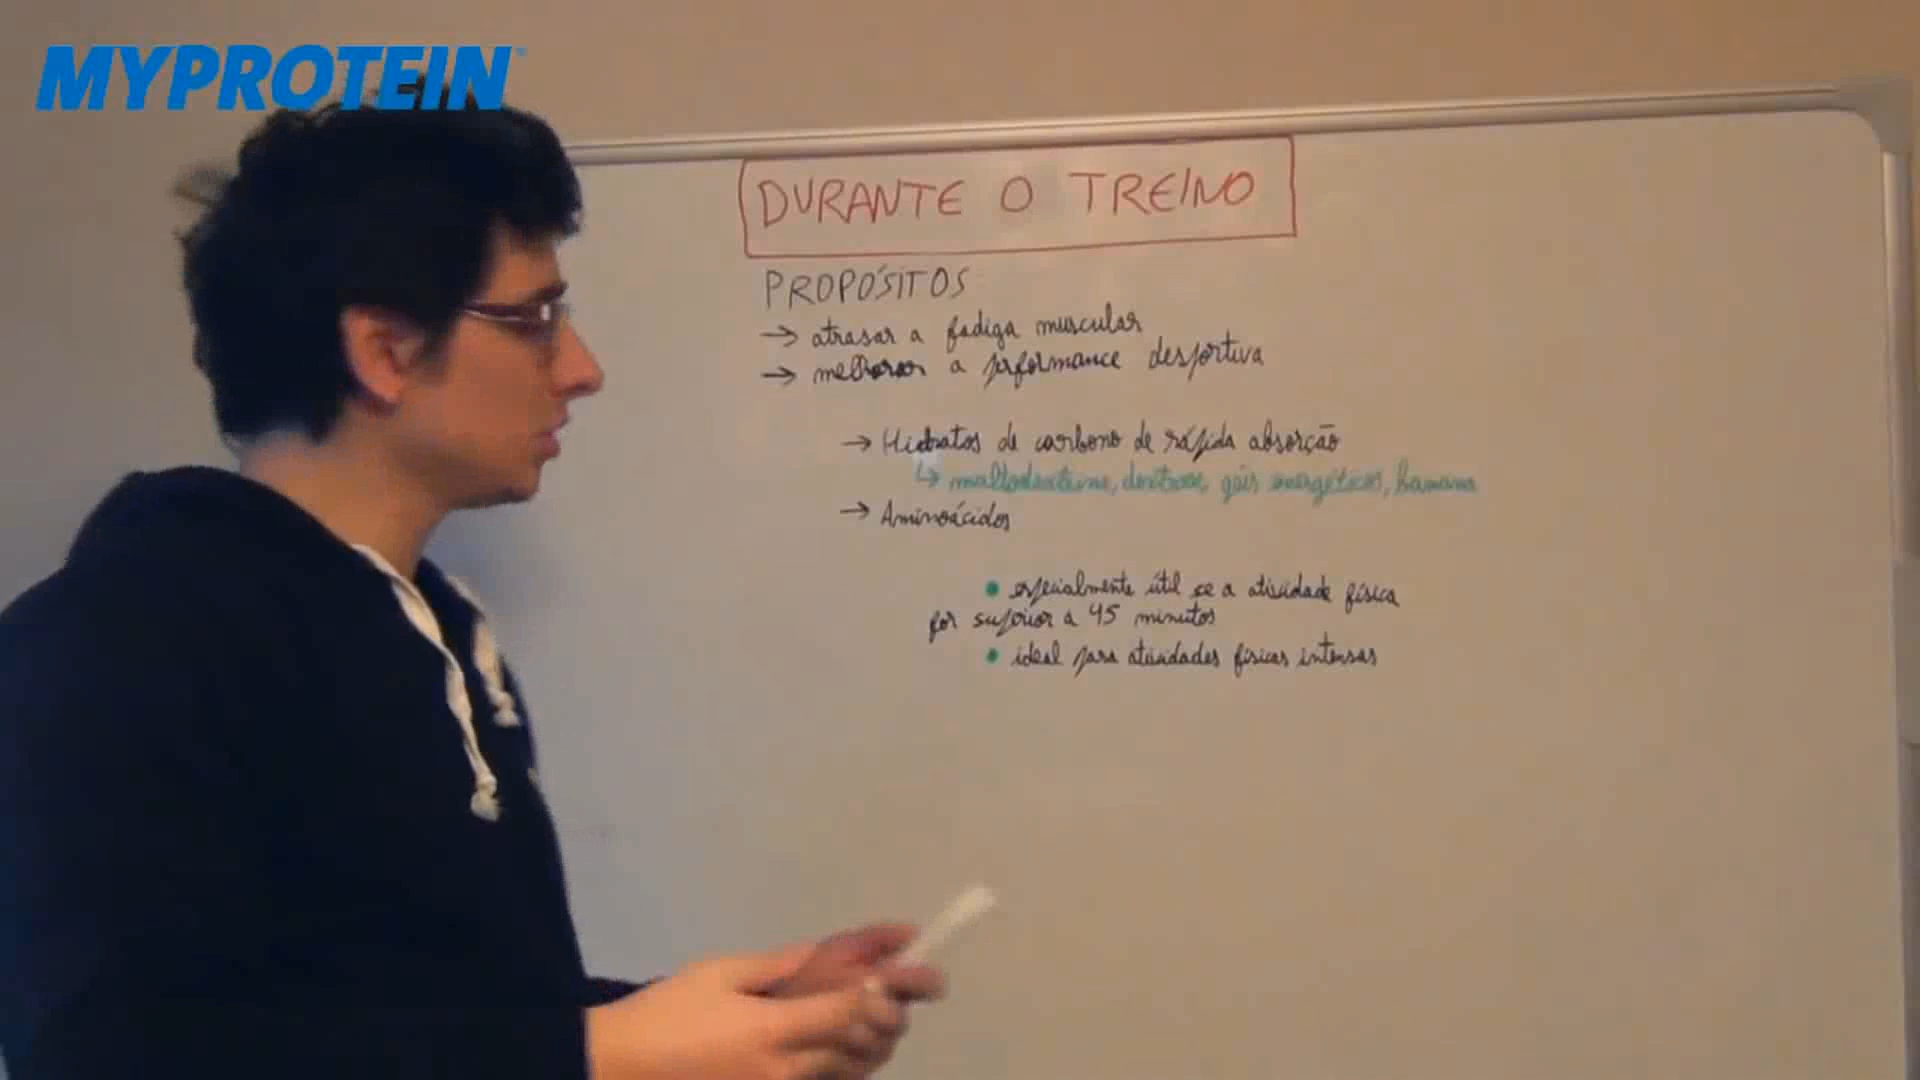 MYPROTEIN
DURANTE O TREINO
PROPÓSITOS
→ atrasar a fadiga muscular
→ melhorar a performance desportiva
→ Hidratos de carbono de rápida absorção
↳ maltodextrina, dextrose, géis energéticos, banana
→ Aminoácidos
• especialmente útil se a atividade física
for superior a 45 minutos
• ideal para atividades físicas intensas